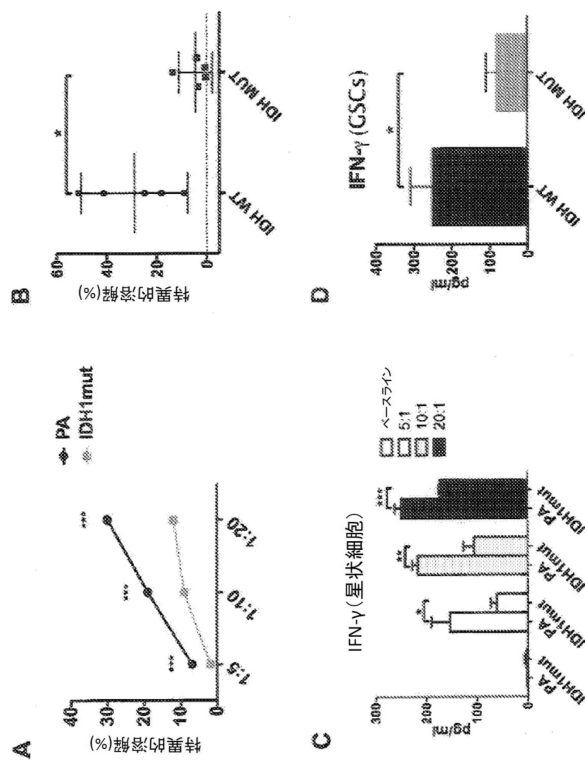 A
特異的溶解(%)
40
30
20
10
0
1:5
1:10
1:20
***
***
***
PA
IDH1mut
B
特異的溶解(%)
60
40
20
0
*
IDH WT
IDH MUT
C
IFN-γ(星状細胞)
pg/ml
300
200
100
0
*
**
***
PA
IDH1mut
PA
IDH1mut
PA
IDH1mut
PA
IDH1mut
ベースライン
5:1
10:1
20:1
D
IFN-γ (GSCs)
pg/ml
400
300
200
100
0
*
IDH WT
IDH MUT